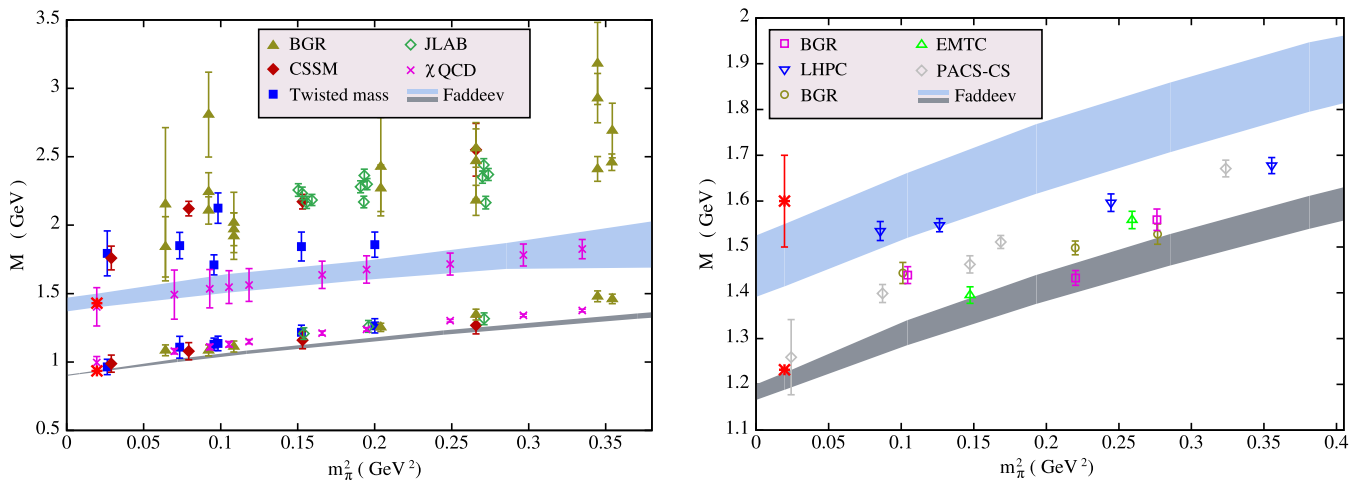 3.5
3
2.5
2
1.5
1
0.5
M (GeV)
BGR
CSSM
Twisted mass
JLAB
χ QCD
Faddeev
0 0.05 0.1 0.15 0.2 0.25 0.3 0.35
m²π ( GeV²)
2
1.9
1.8
1.7
1.6
1.5
1.4
1.3
1.2
1.1
M ( GeV)
BGR
LHPC
BGR
EMTC
PACS-CS
Faddeev
0 0.05 0.1 0.15 0.2 0.25 0.3 0.35 0.4
m²π ( GeV²)